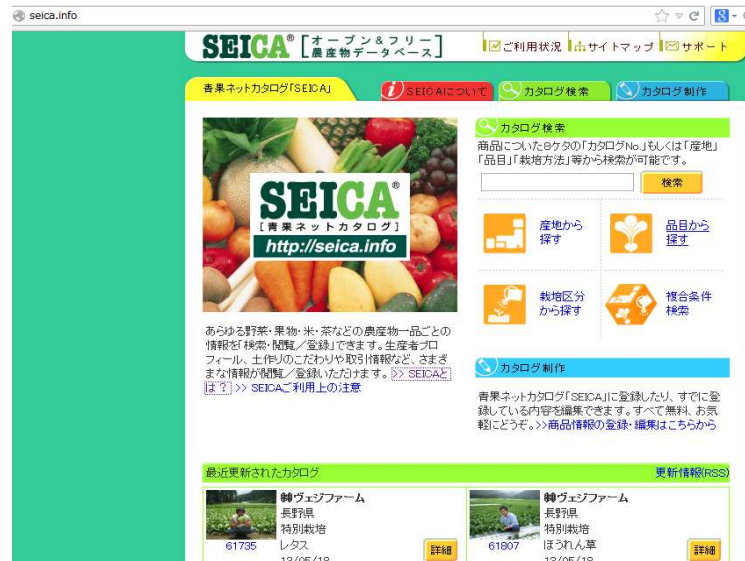 seica.info
SEICA® [オープン&フリー 農産物データベース]
ご利用状況 サイトマップ サポート
青果ネットカタログ「SEICA」 SEICAについて カタログ検索 カタログ制作
SEICA®
[青果ネットカタログ]
http://seica.info
あらゆる野菜・果物・米・茶などの農産物一品ごとの
情報を「検索・閲覧/登録」できます。生産者プロ
フィール、土作りのこだわりや取引情報など、さまざ
まな情報が閲覧/登録いただけます。>> SEICAと
は?>> SEICAご利用上の注意
カタログ検索
商品についた8ケタの「カタログNo.」もしくは「産地」
「品目」「栽培方法」等から検索が可能です。
検索
産地から
探す
品目から
探す
栽培区分
から探す
複合条件
検索
カタログ制作
青果ネットカタログ「SEICA」に登録したり、すでに登
録している内容を編集できます。すべて無料、お気
軽にどうぞ。>>商品情報の登録・編集はこちらから
最近更新されたカタログ 更新情報(RSS)
61735
㈱ヴェジファーム
長野県
特別栽培
レタス
13/05/18
詳細
61807
㈱ヴェジファーム
長野県
特別栽培
ほうれん草
13/05/18
詳細